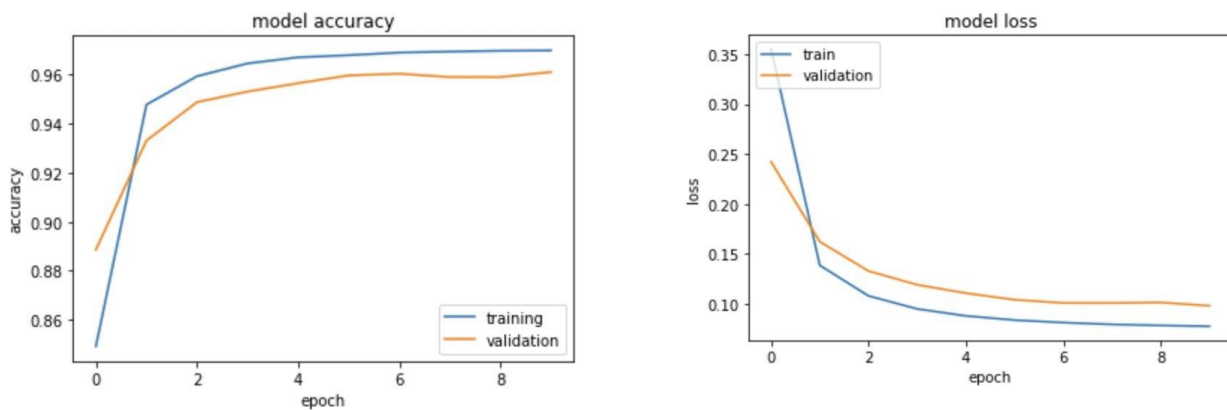 model accuracy
accuracy
0.96
0.94
0.92
0.90
0.88
0.86
training
validation
0
2
4
6
8
epoch
model loss
loss
0.35
0.30
0.25
0.20
0.15
0.10
train
validation
0
2
4
6
8
epoch